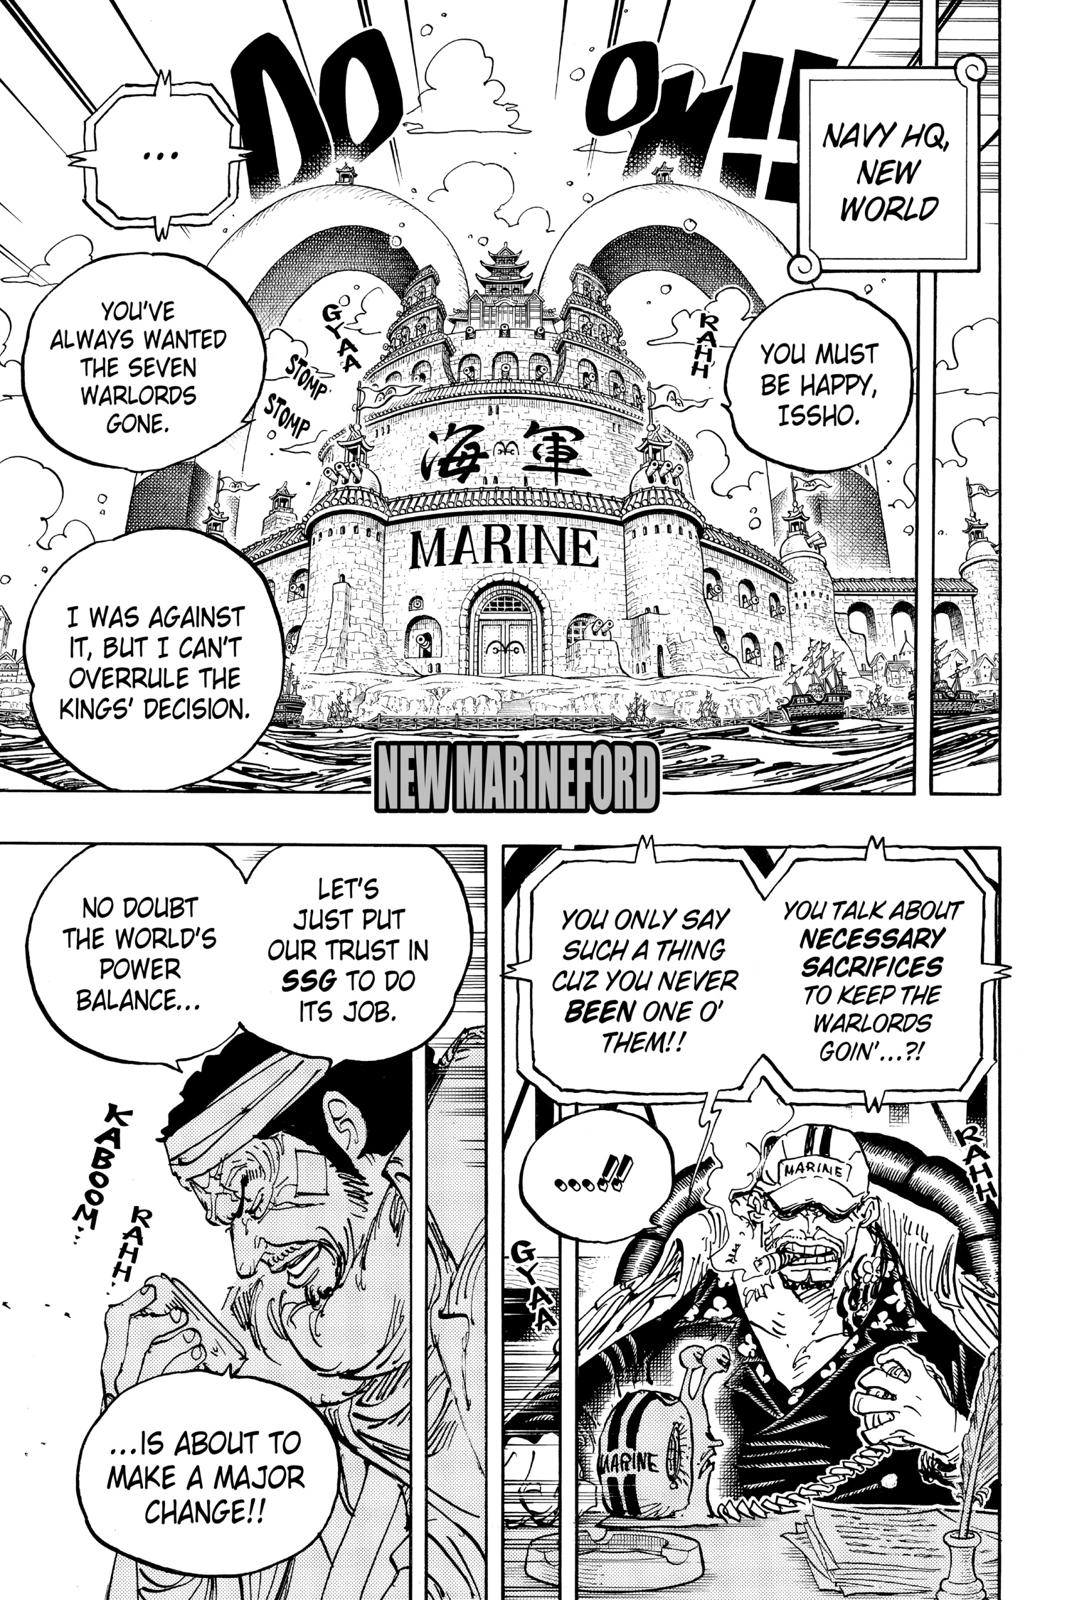 NAVY HQ,
NEW
WORLD
DOOM!!
YOU MUST
BE HAPPY,
ISSHO.
RAHH
GYAA
STOMP
STOMP
海軍
MARINE
YOU'VE
ALWAYS WANTED
THE SEVEN
WARLORDS
GONE.
...
I WAS AGAINST
IT, BUT I CAN'T
OVERRULE THE
KINGS' DECISION.
NEW MARINEFORD
YOU TALK ABOUT
NECESSARY
SACRIFICES
TO KEEP THE
WARLORDS
GOIN'...?!
YOU ONLY SAY
SUCH A THING
CUZ YOU NEVER
BEEN ONE O'
THEM!!
...!!
RAHH
GYAA
MARINE
MARINE
LET'S
JUST PUT
OUR TRUST IN
SSG TO DO
ITS JOB.
NO DOUBT
THE WORLD'S
POWER
BALANCE...
KABOOM...
RAHH
...IS ABOUT TO
MAKE A MAJOR
CHANGE!!